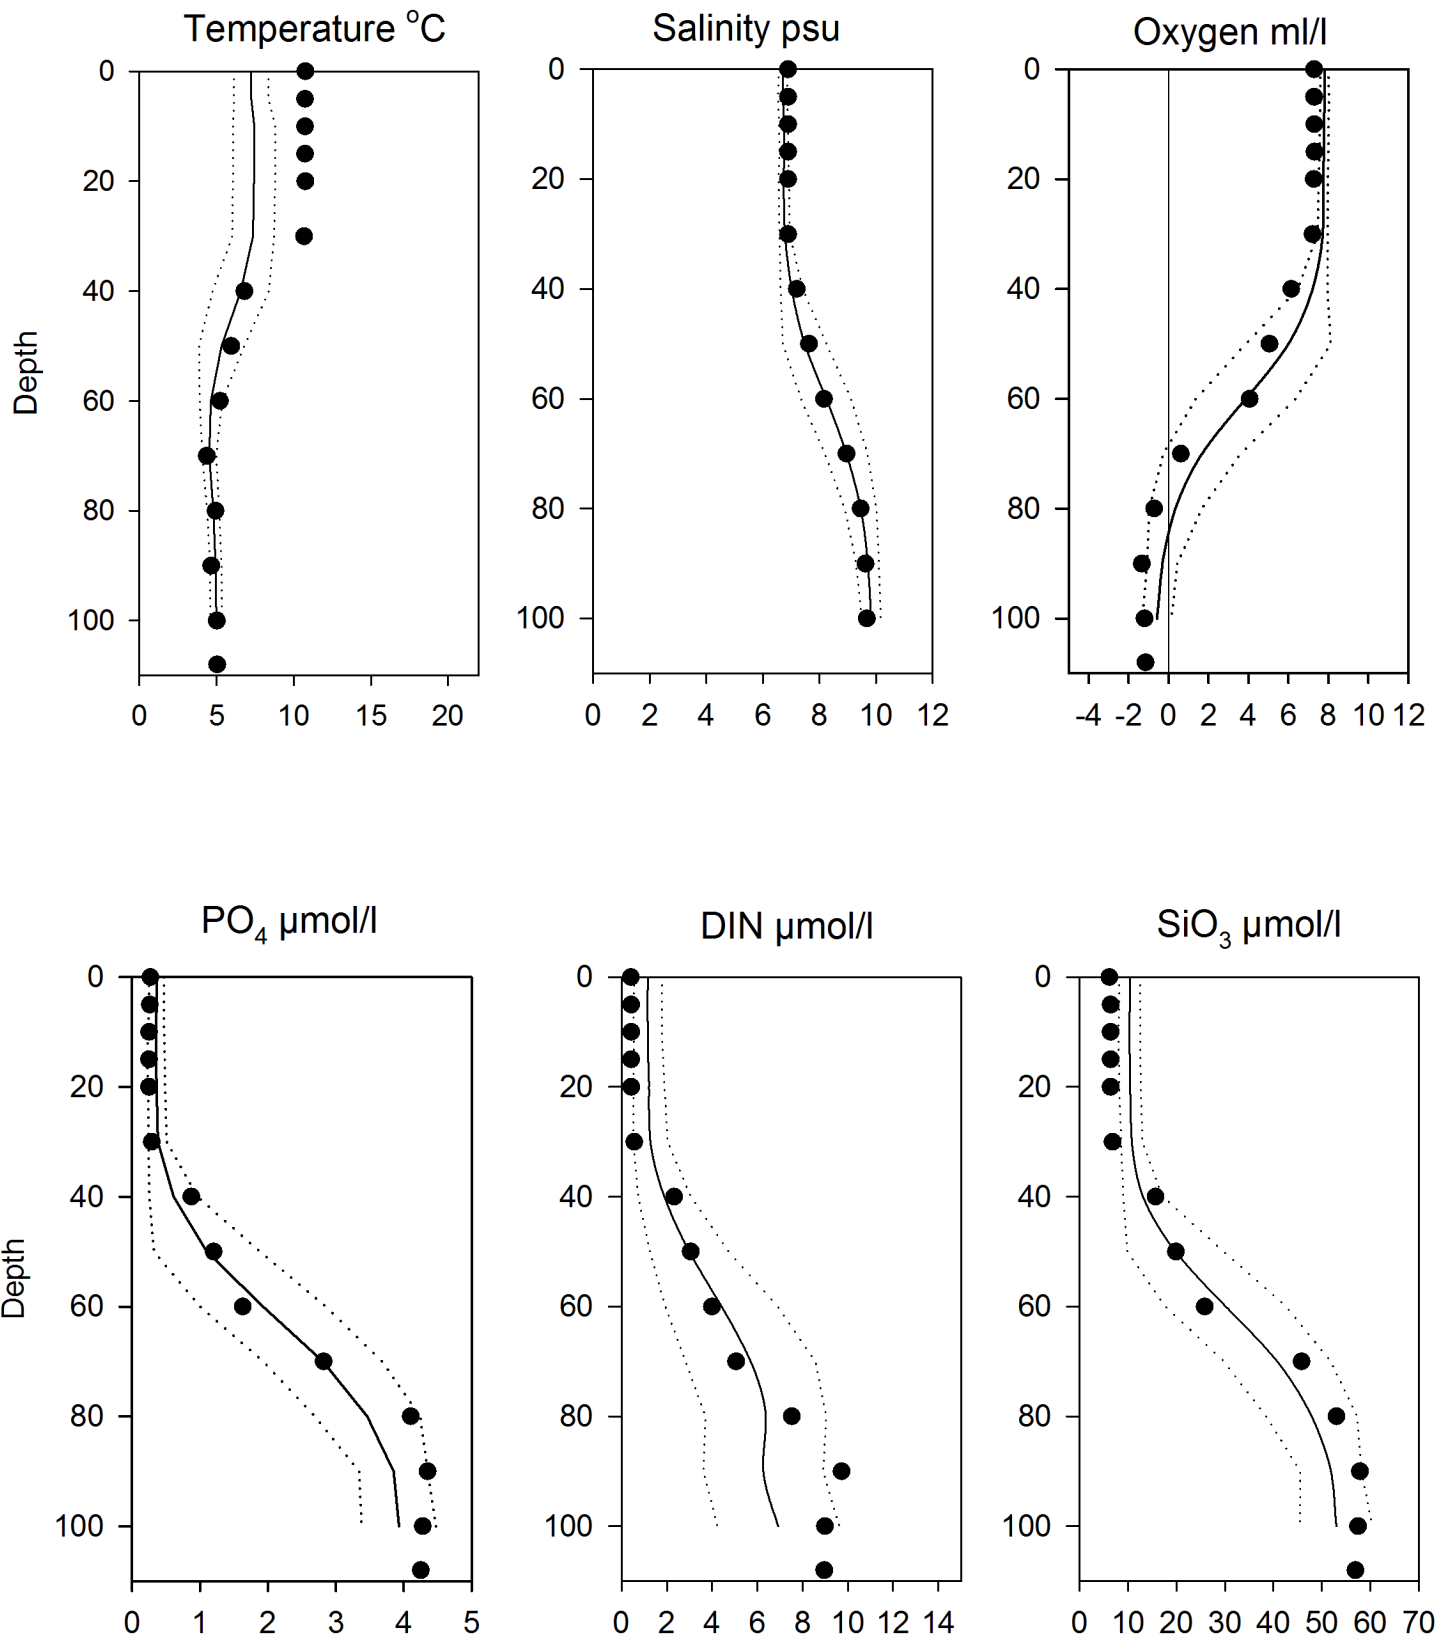 Temperature ºC
Salinity psu
Oxygen ml/l
0
20
40
60
80
100
Depth
0 5 10 15 20
0
20
40
60
80
100
0 2 4 6 8 10 12
0
20
40
60
80
100
-4 -2 0 2 4 6 8 10 12
PO₄ µmol/l
DIN µmol/l
SiO₃ µmol/l
0
20
40
60
80
100
Depth
0 1 2 3 4 5
0
20
40
60
80
100
0 2 4 6 8 10 12 14
0
20
40
60
80
100
0 10 20 30 40 50 60 70